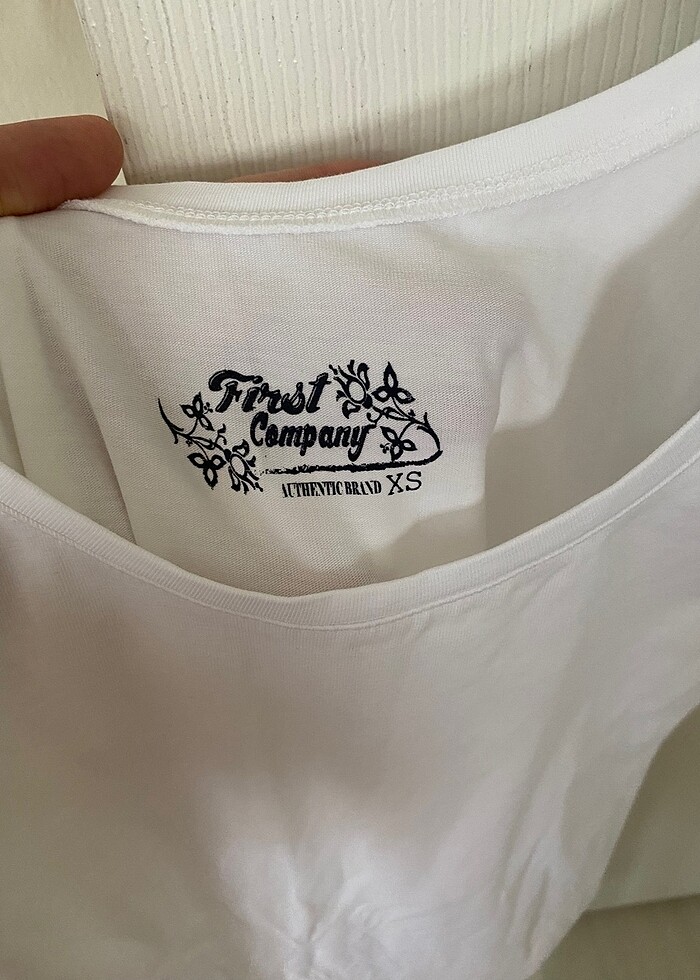 First
Company
AUTHENTIC BRAND XS